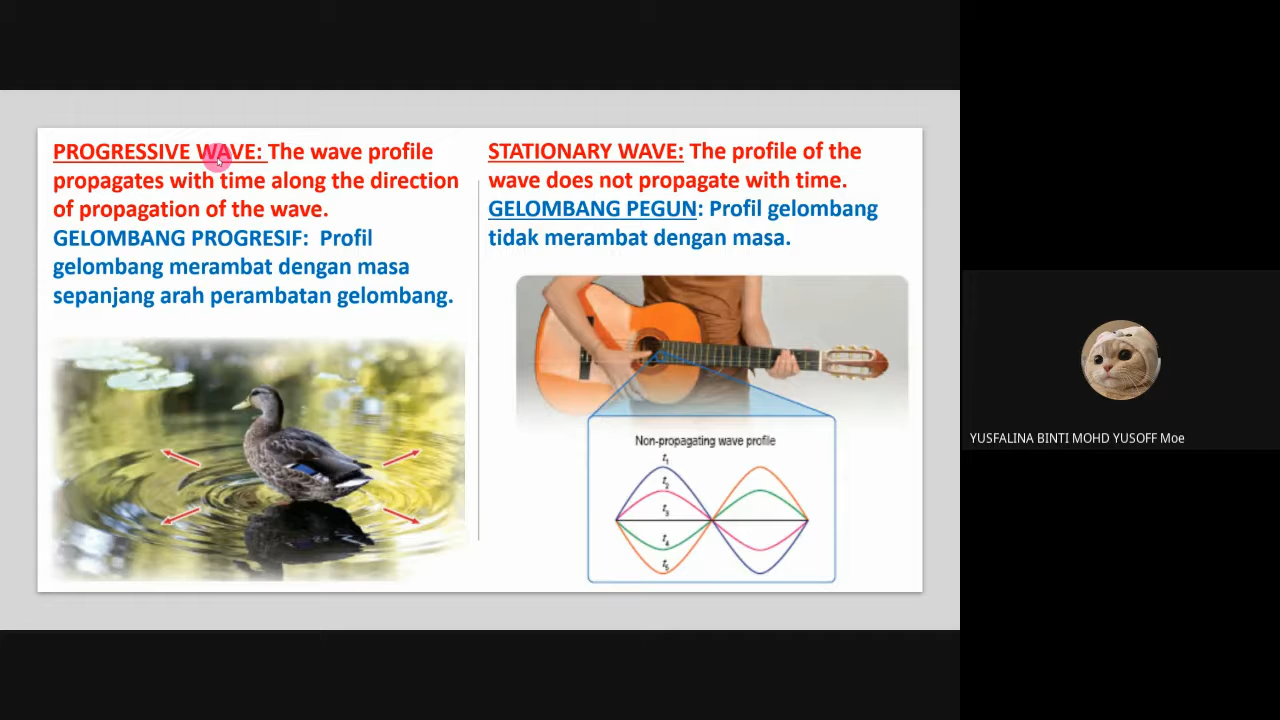 PROGRESSIVE WAVE: The wave profile
propagates with time along the direction
of propagation of the wave.
GELOMBANG PROGRESIF: Profil
gelombang merambat dengan masa
sepanjang arah perambatan gelombang.
STATIONARY WAVE: The profile of the
wave does not propagate with time.
GELOMBANG PEGUN: Profil gelombang
tidak merambat dengan masa.
Non-propagating wave profile
t₁
t₂
t₃
t₄
t₅
YUSFALINA BINTI MOHD YUSOFF Moe